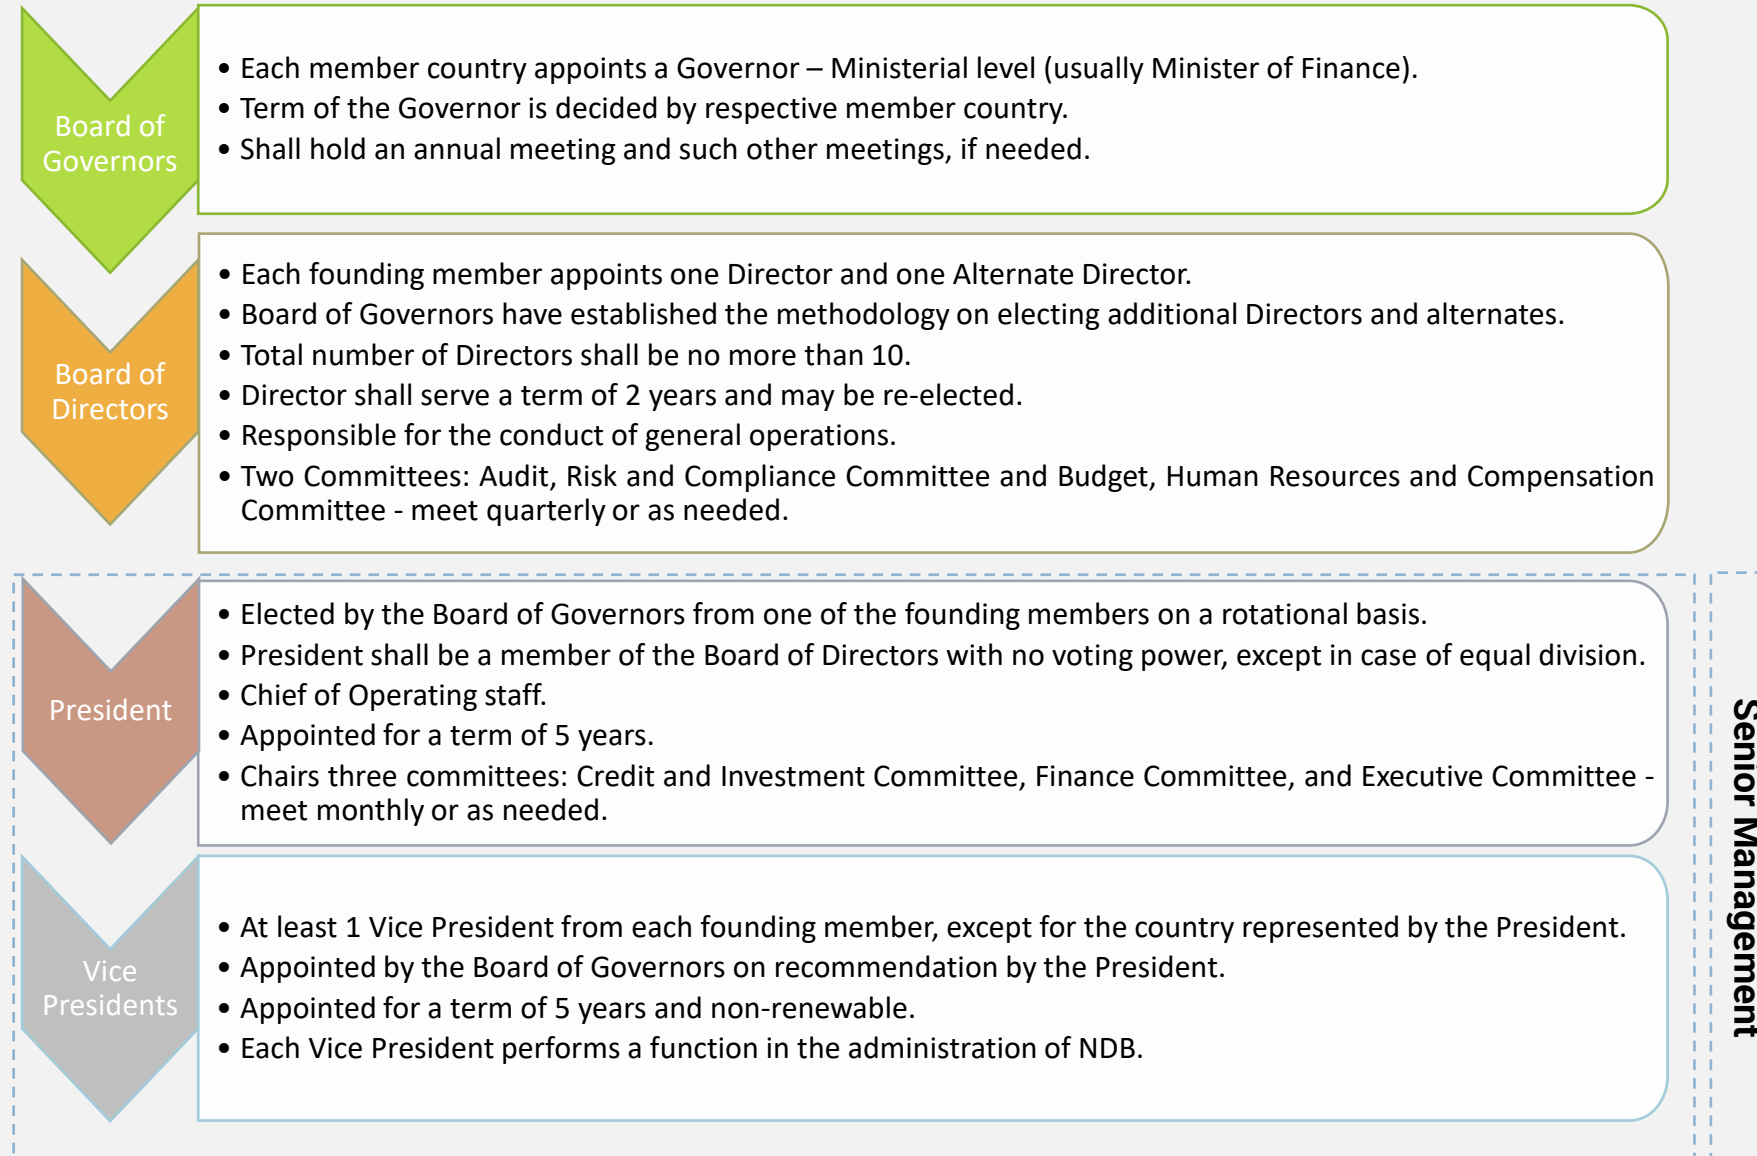 Board of
Governors
• Each member country appoints a Governor – Ministerial level (usually Minister of Finance).
• Term of the Governor is decided by respective member country.
• Shall hold an annual meeting and such other meetings, if needed.
Board of
Directors
• Each founding member appoints one Director and one Alternate Director.
• Board of Governors have established the methodology on electing additional Directors and alternates.
• Total number of Directors shall be no more than 10.
• Director shall serve a term of 2 years and may be re-elected.
• Responsible for the conduct of general operations.
• Two Committees: Audit, Risk and Compliance Committee and Budget, Human Resources and Compensation
Committee - meet quarterly or as needed.
President
• Elected by the Board of Governors from one of the founding members on a rotational basis.
• President shall be a member of the Board of Directors with no voting power, except in case of equal division.
• Chief of Operating staff.
• Appointed for a term of 5 years.
• Chairs three committees: Credit and Investment Committee, Finance Committee, and Executive Committee -
meet monthly or as needed.
Vice
Presidents
• At least 1 Vice President from each founding member, except for the country represented by the President.
• Appointed by the Board of Governors on recommendation by the President.
• Appointed for a term of 5 years and non-renewable.
• Each Vice President performs a function in the administration of NDB.
Senior Management